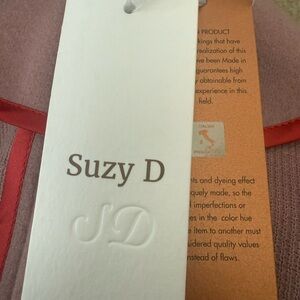 PRODUCT
kings that have
realization of this
ve been Made in
guarantees high
obtainable from
experience in this
field.
ITALIAN
Suzy D
SD
nts and dyeing effect
quely made, so the
d imperfections or
es in the color hue
e item to another must
idered quality values
nstead of flaws.